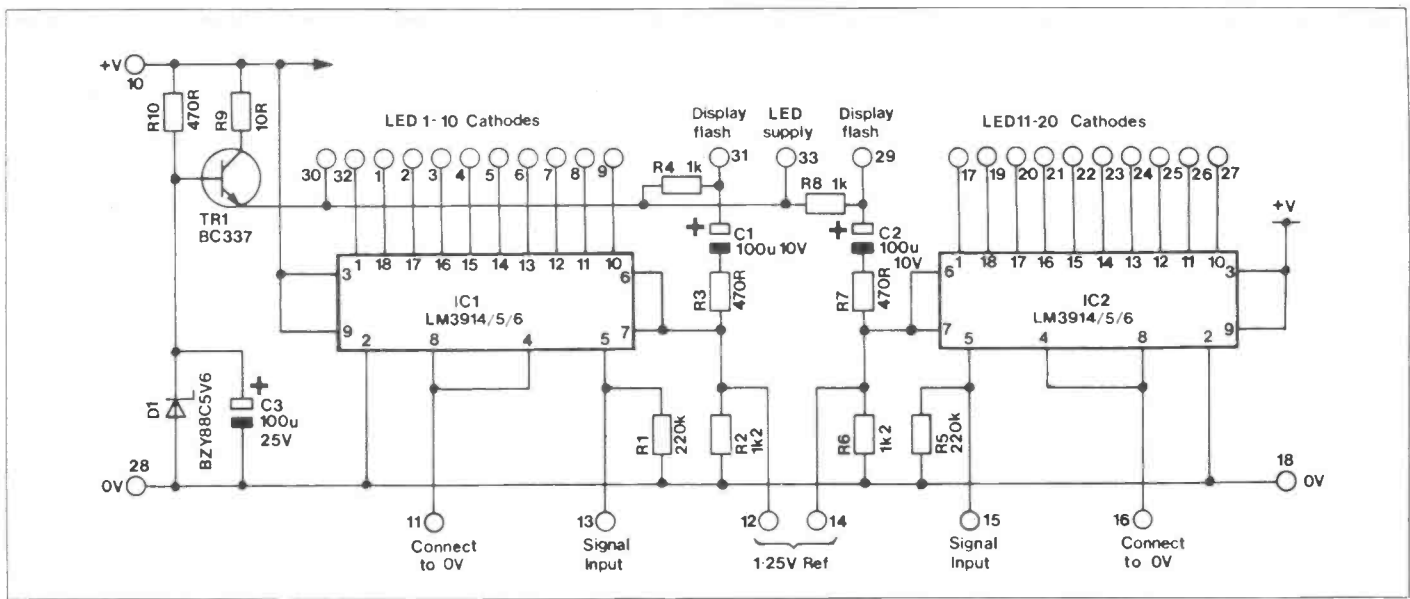 +V
10
R10
470R
R9
10R
TR1
BC337
LED 1-10 Cathodes
30 32 1 2 3 4 5 6 7 8 9
Display flash
31
LED supply
33
Display flash
29
R4 1k
R8 1k
+ C1
100u 10V
+ C2
100u
10V
R3
470R
R7
470R
LED11-20 Cathodes
17 19 20 21 22 23 24 25 26 27
+V
1 18 17 16 15 14 13 12 11 10
3
9
6
7
IC1
LM3914/5/6
2 8 4 5
1 18 17 16 15 14 13 12 11 10
6
7
3
9
IC2
LM3914/5/6
5 4 8 2
D1
BZY88C5V6
+
C3
100u
25V
R1
220k
R2
1k2
R6
1k2
R5
220k
28
0V
18
0V
11
Connect
to 0V
13
Signal
Input
12
14
1·25V Ref
15
Signal
Input
16
Connect
to 0V